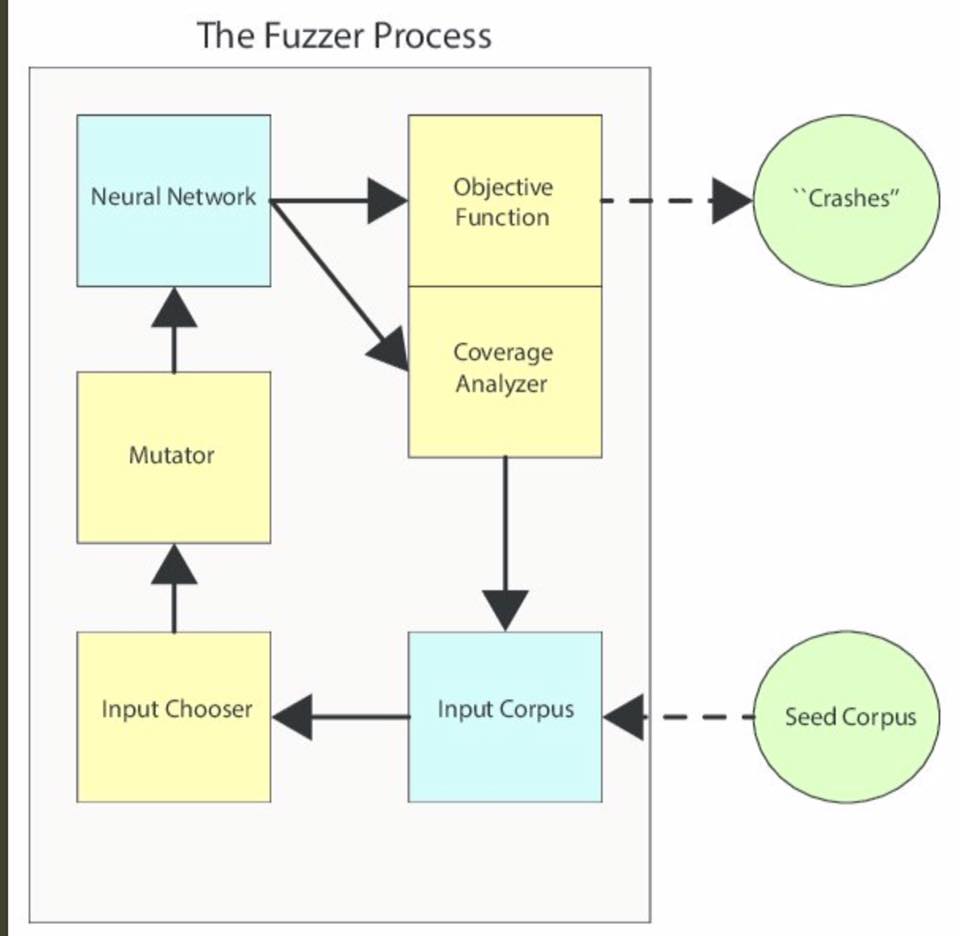 The Fuzzer Process
Neural Network
Objective
Function
``Crashes”
Coverage
Analyzer
Mutator
Input Chooser
Input Corpus
Seed Corpus